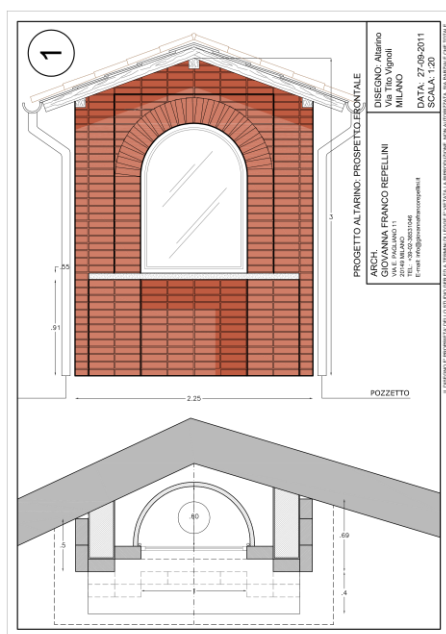 1
PROGETTO ALTARINO: PROSPETTO FRONTALE
DISEGNO: Altarino
Via Tito Vignoli
MILANO
DATA: 27-09-2011
SCALA: 1:20
ARCH.
GIOVANNA FRANCO REPELLINI
VIA E. PAGLIANO 11
20149 MILANO
.55
.91
3
2.25
POZZETTO
.80
.5
.69
.4